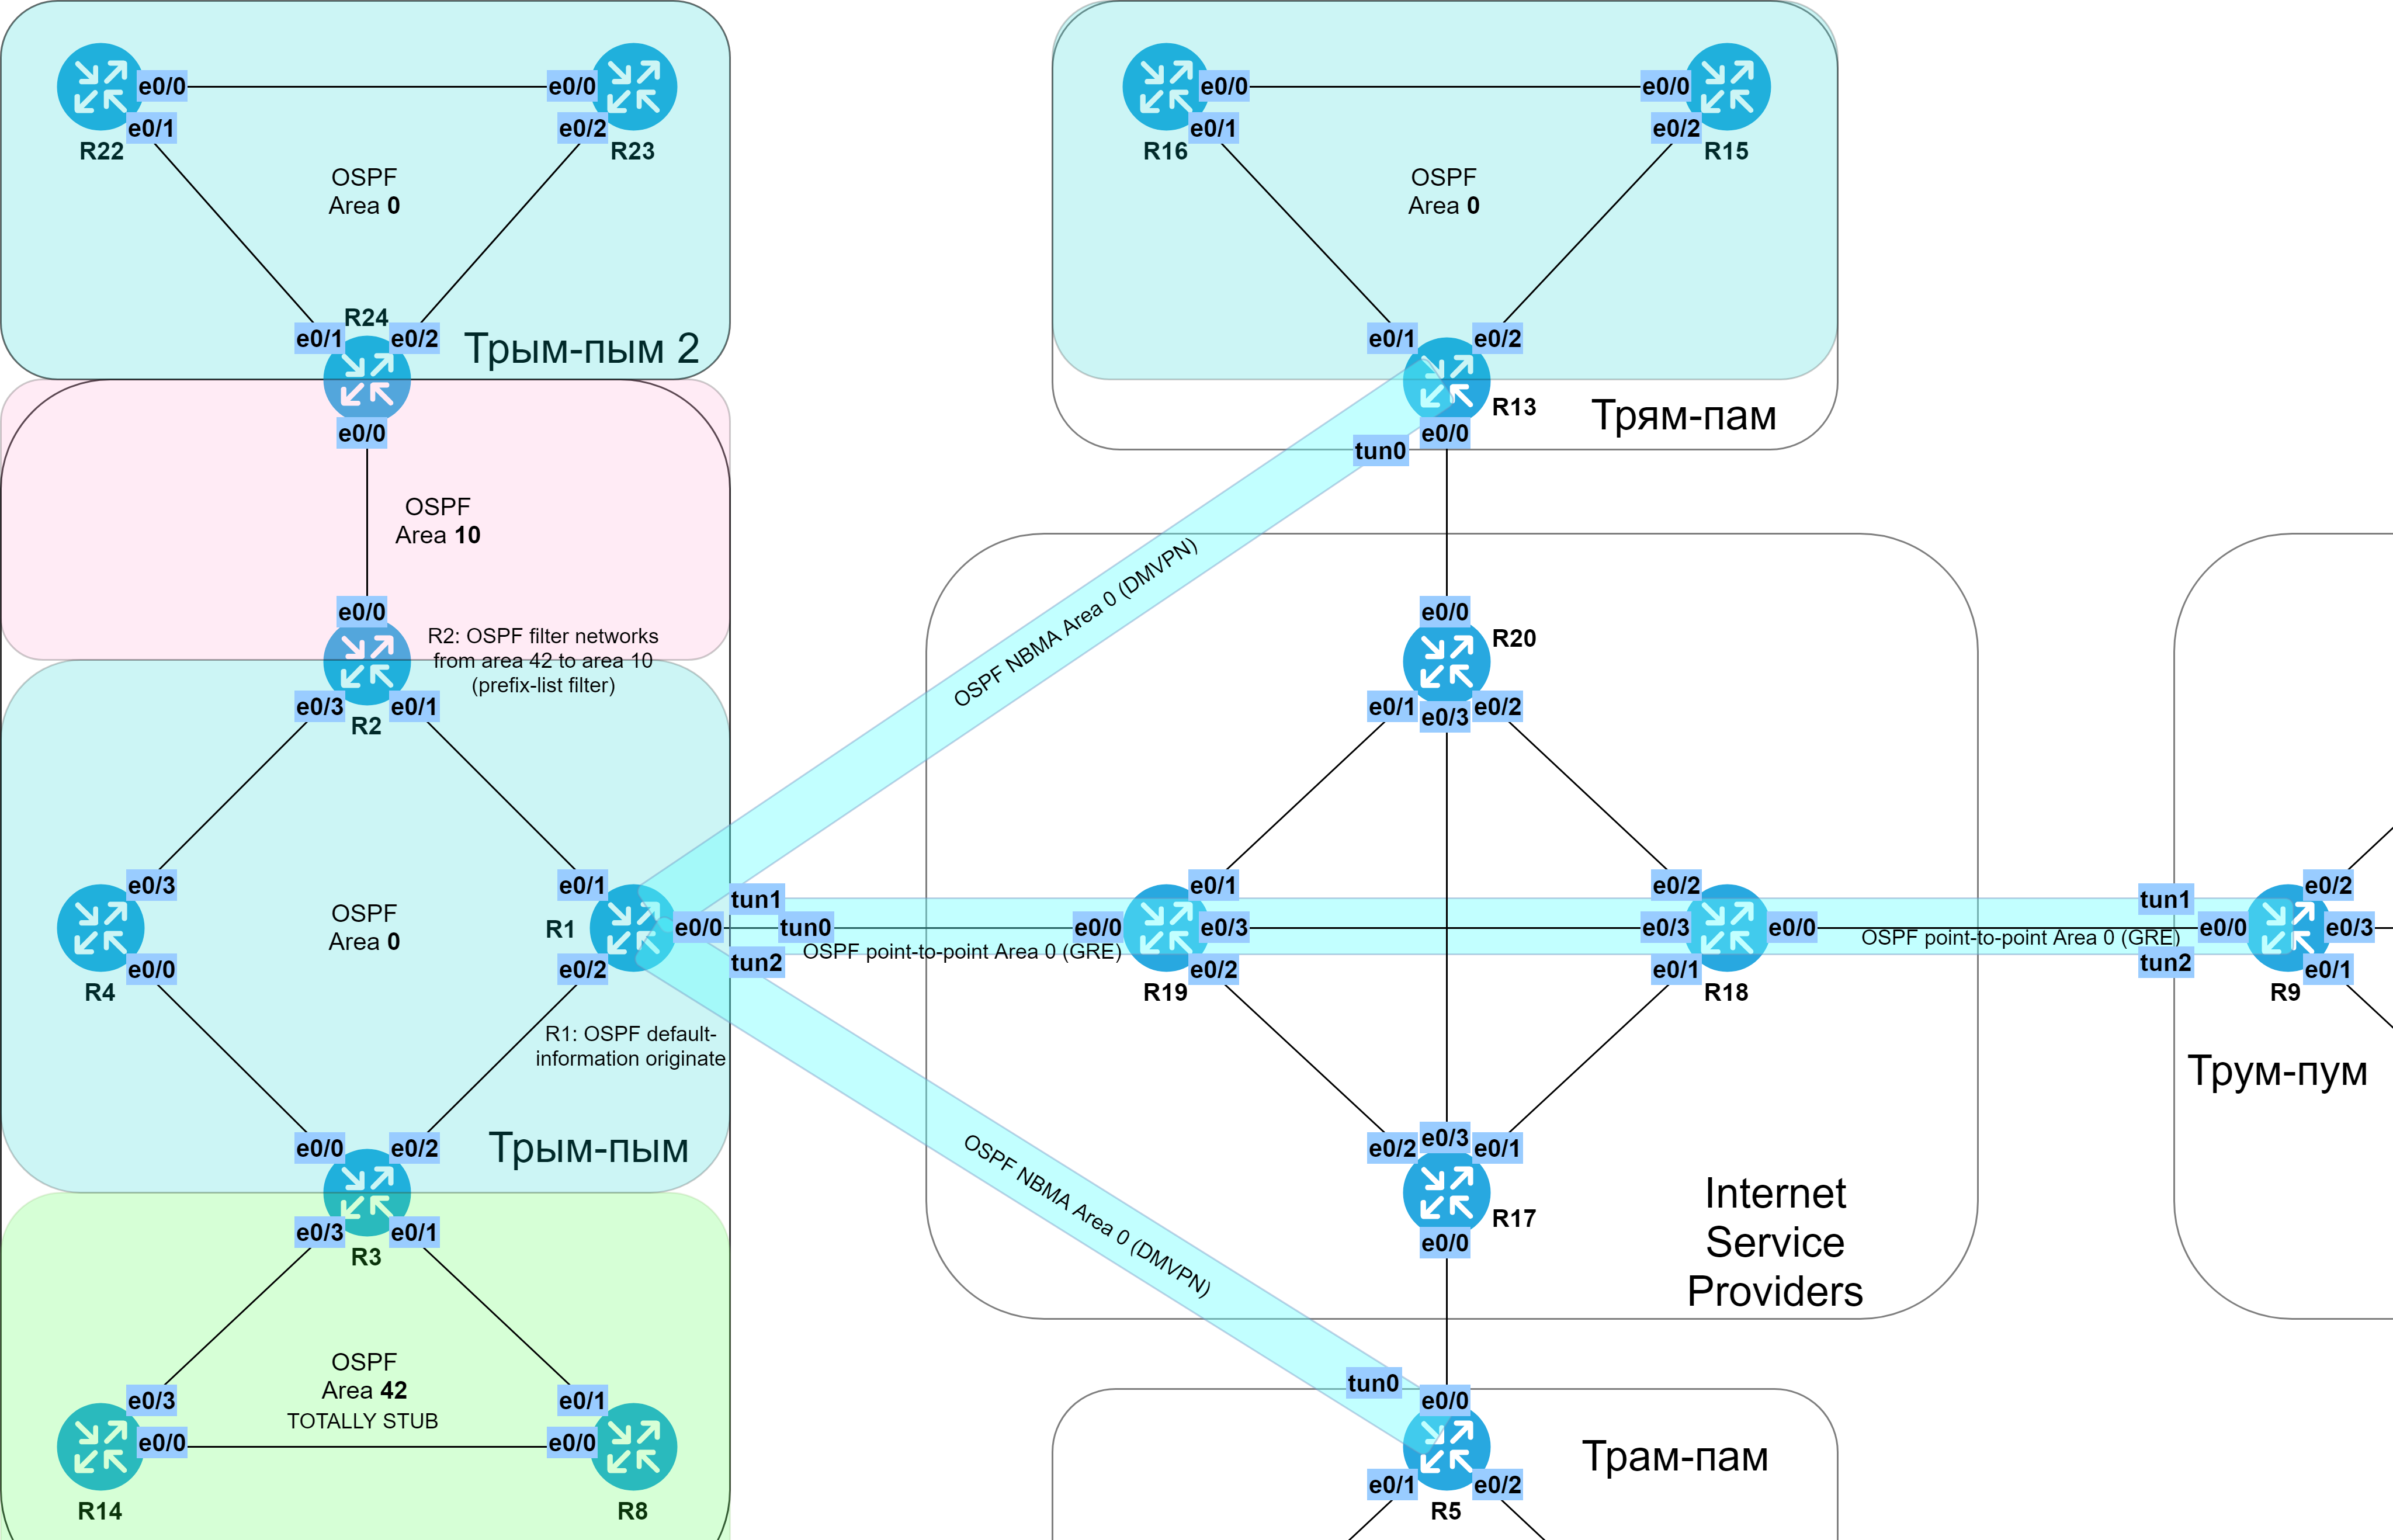 e0/0
e0/0
e0/1
e0/2
R22
R23
OSPF
Area 0
R24
e0/1
e0/2
Трым-пым 2
e0/0
OSPF
Area 10
e0/0
R2: OSPF filter networks
from area 42 to area 10
(prefix-list filter)
e0/3
e0/1
R2
e0/3
e0/1
OSPF
Area 0
R1
e0/0
R4
e0/0
e0/2
R1: OSPF default-
information originate
Трым-пым
e0/0
e0/2
e0/3
e0/1
R3
OSPF
Area 42
TOTALLY STUB
e0/3
e0/1
e0/0
e0/0
R14
R8
e0/0
e0/0
e0/1
e0/2
R16
R15
OSPF
Area 0
e0/1
e0/2
R13
Трям-пам
e0/0
tun0
OSPF NBMA Area 0 (DMVPN)
e0/0
R20
e0/1
e0/3
e0/2
e0/1
e0/2
tun1
tun0
tun2
OSPF point-to-point Area 0 (GRE)
e0/0
e0/3
e0/3
e0/0
OSPF point-to-point Area 0 (GRE)
e0/2
e0/1
R19
R18
OSPF NBMA Area 0 (DMVPN)
e0/2
e0/3
e0/1
R17
e0/0
Internet
Service
Providers
tun1
tun2
e0/0
e0/2
e0/3
e0/1
R9
Трум-пум
tun0
e0/0
Трам-пам
e0/1
e0/2
R5